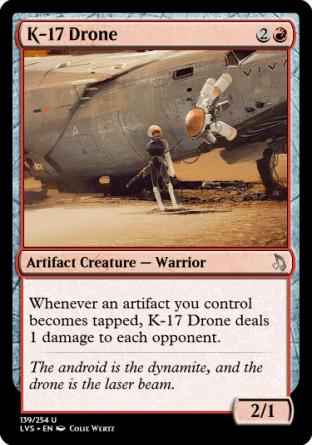 K-17 Drone 2
Artifact Creature — Warrior
Whenever an artifact you control
becomes tapped, K-17 Drone deals
1 damage to each opponent.
The android is the dynamite, and the
drone is the laser beam.
2/1
139/254 U
LVS • EN Colie Wertz